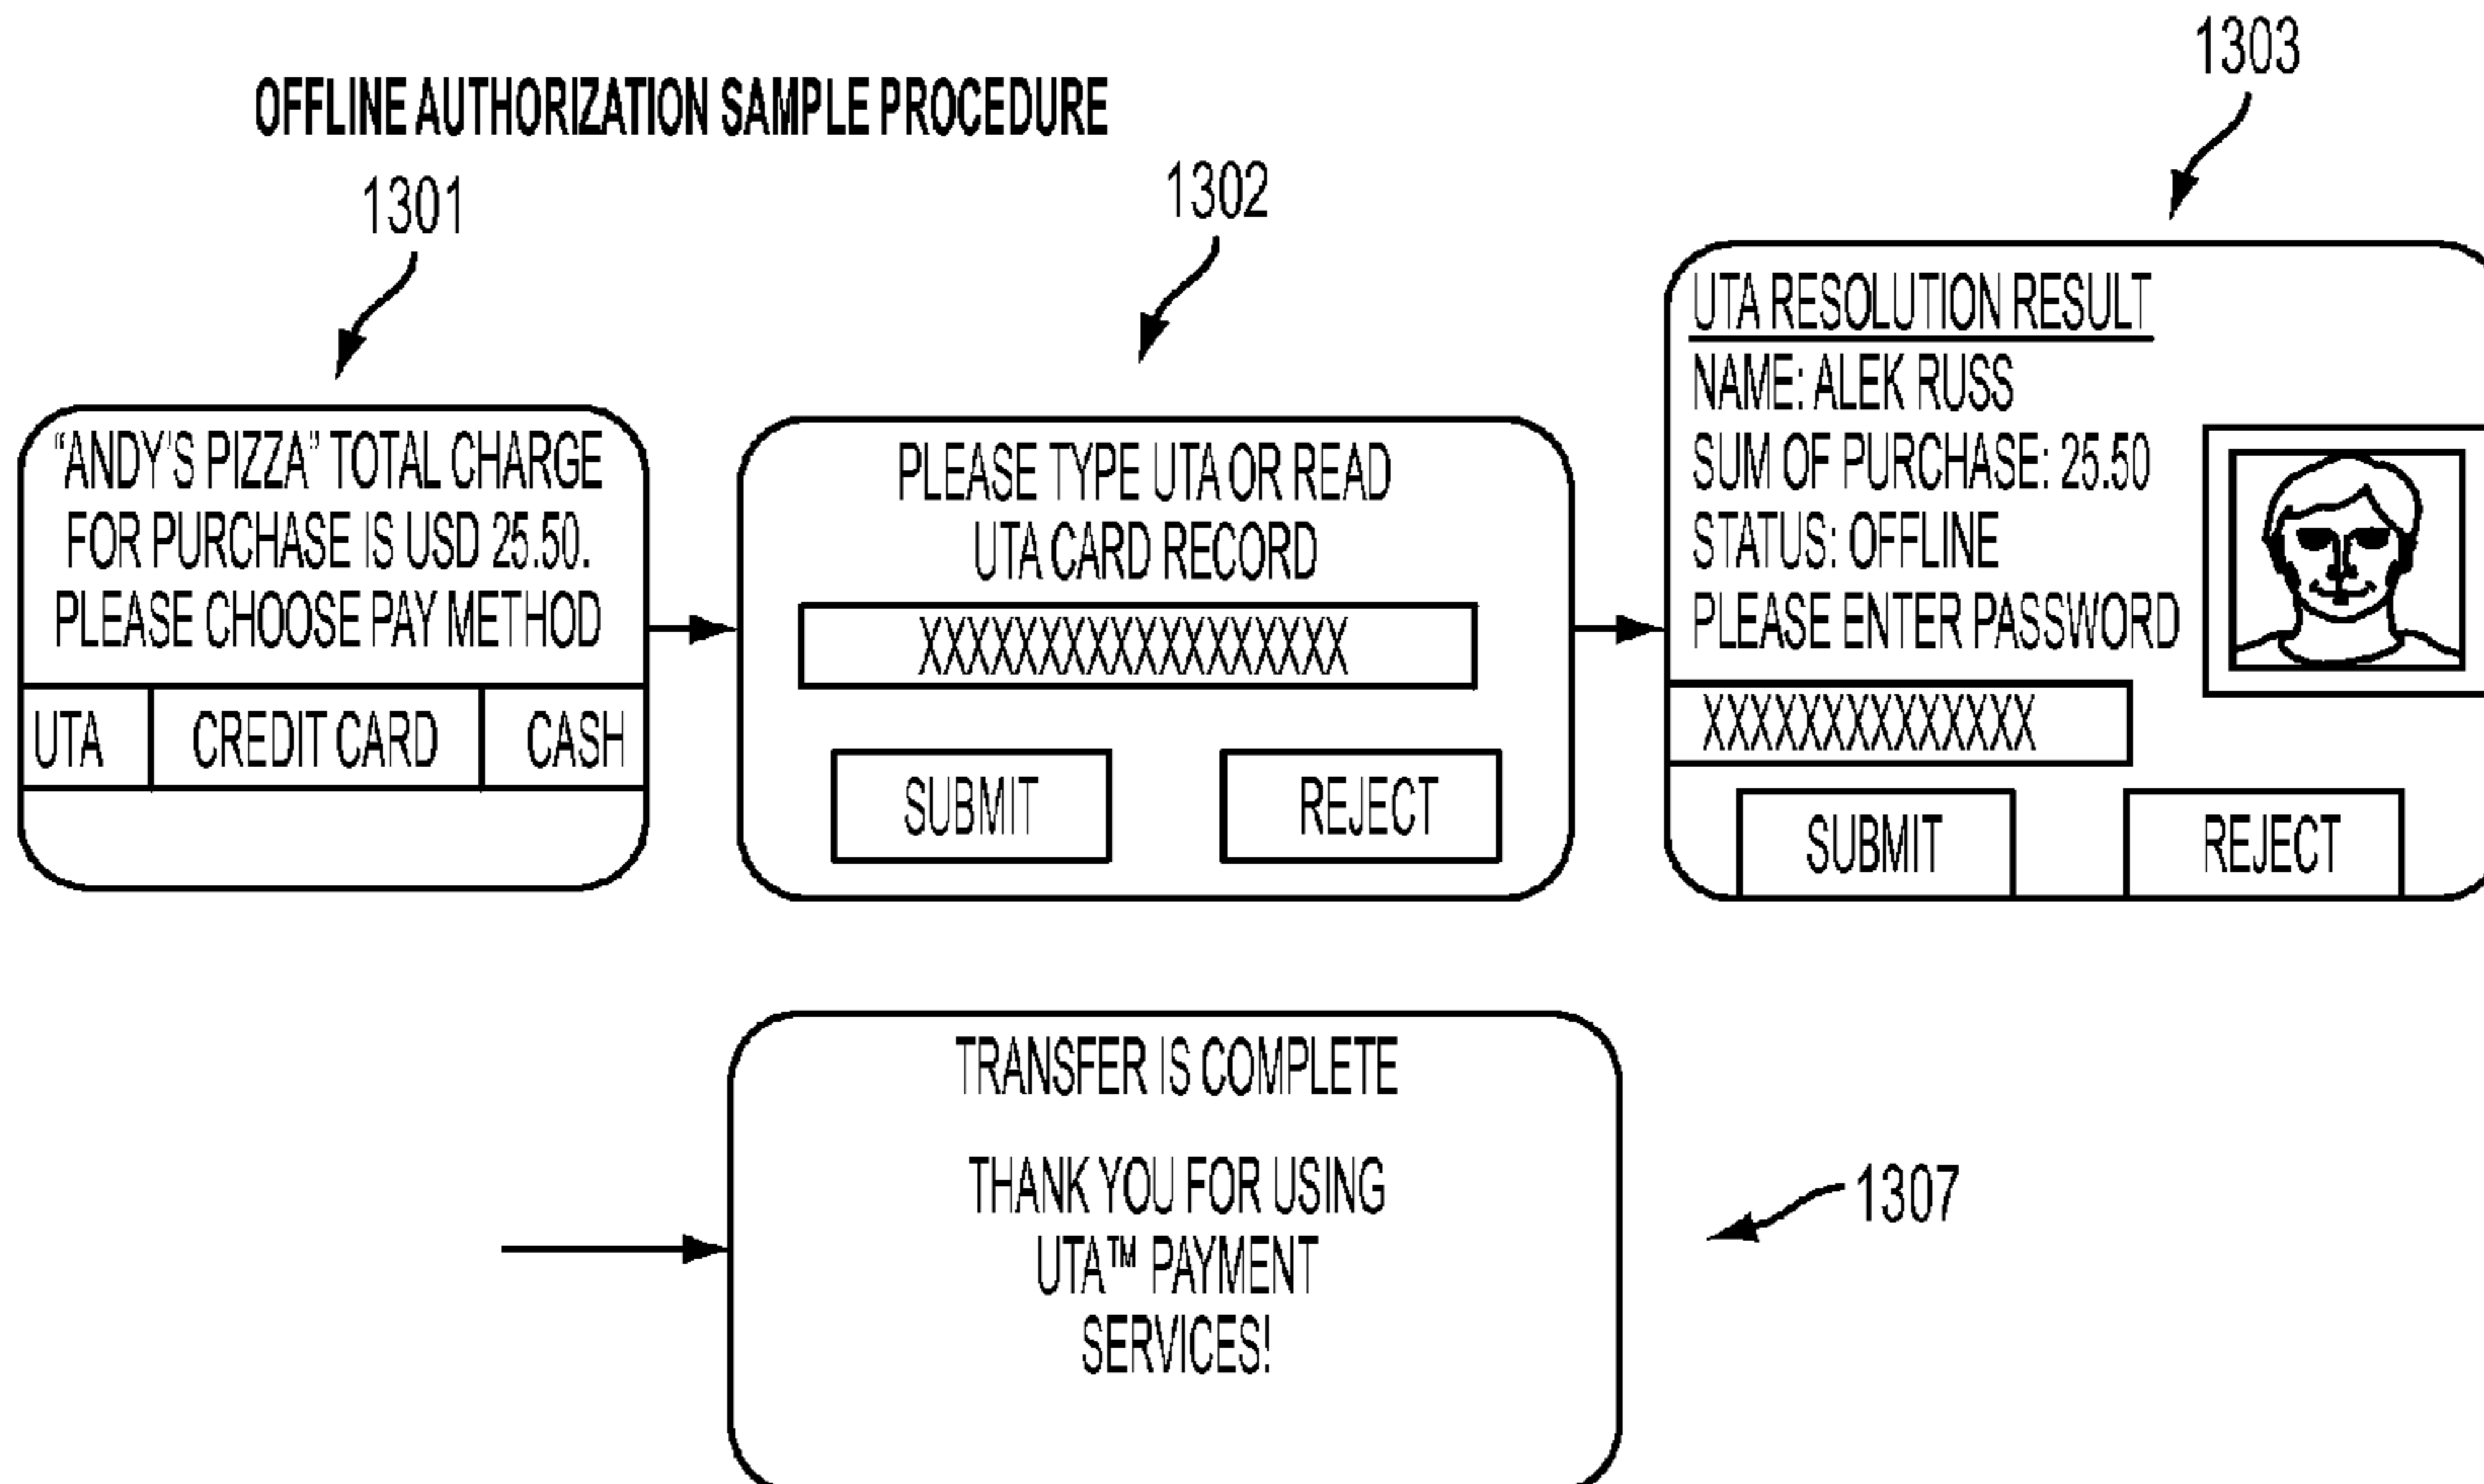 OFFLINE AUTHORIZATION SAMPLE PROCEDURE
1301
1302
1303
"ANDY'S PIZZA" TOTAL CHARGE
FOR PURCHASE IS USD 25.50.
PLEASE CHOOSE PAY METHOD
UTA
CREDIT CARD
CASH
PLEASE TYPE UTA OR READ
UTA CARD RECORD
XXXXXXXXXXXXXXXXXX
SUBMIT
REJECT
UTA RESOLUTION RESULT
NAME: ALEK RUSS
SUM OF PURCHASE: 25.50
STATUS: OFFLINE
PLEASE ENTER PASSWORD
XXXXXXXXXXXXXX
SUBMIT
REJECT
TRANSFER IS COMPLETE
THANK YOU FOR USING
UTA™ PAYMENT
SERVICES!
1307